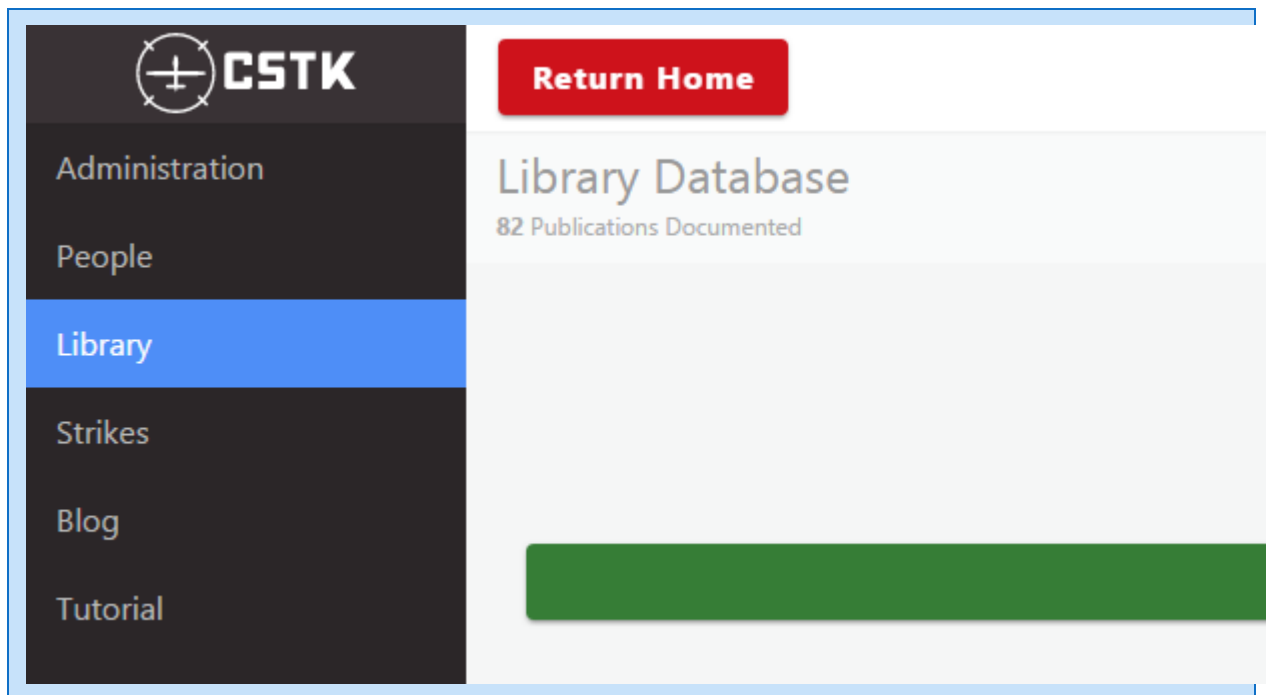 CSTK
Return Home
Administration
People
Library
Strikes
Blog
Tutorial
Library Database
82 Publications Documented